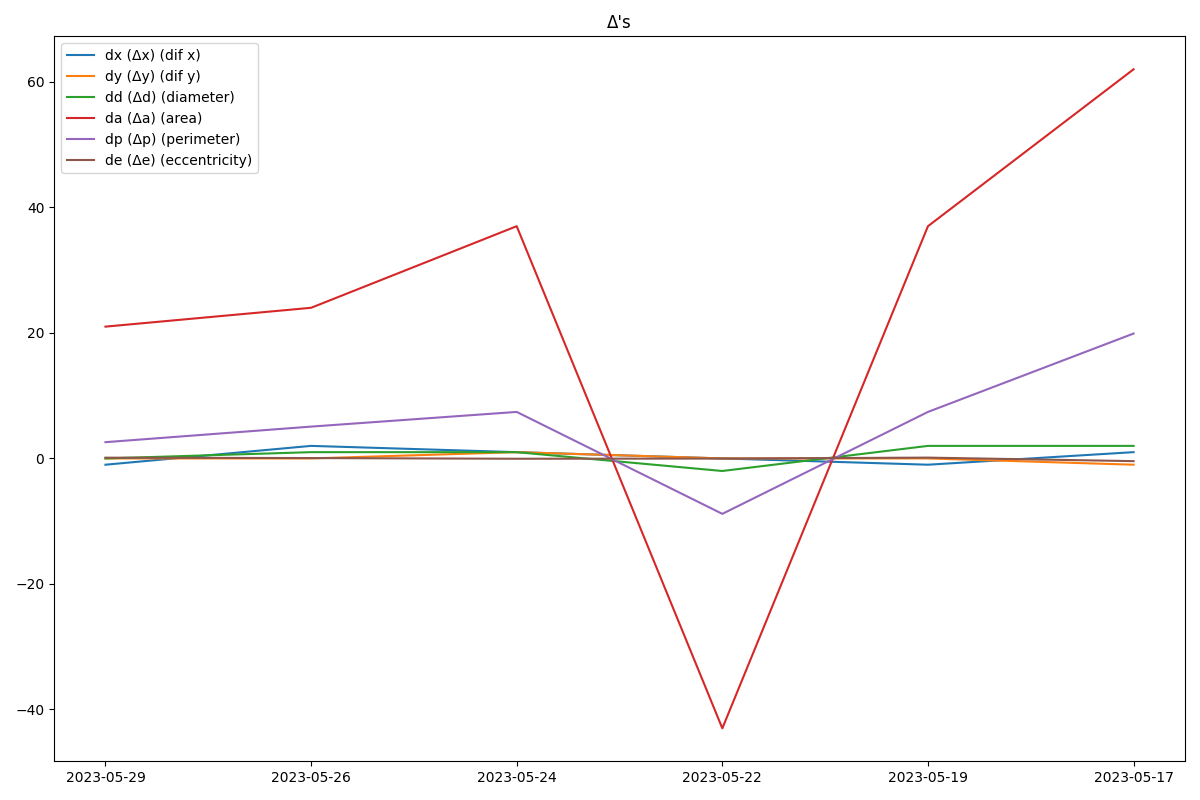 Δ's
dx (Δx) (dif x)
dy (Δy) (dif y)
dd (Δd) (diameter)
da (Δa) (area)
dp (Δp) (perimeter)
de (Δe) (eccentricity)
60
40
20
0
−20
−40
2023-05-29 2023-05-26 2023-05-24 2023-05-22 2023-05-19 2023-05-17